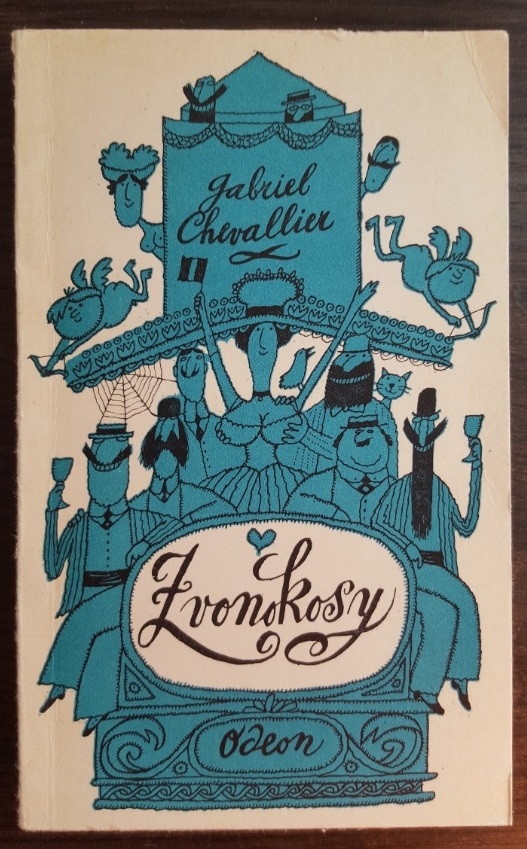 Gabriel
Chevallier
Zvonokosy
Odeon